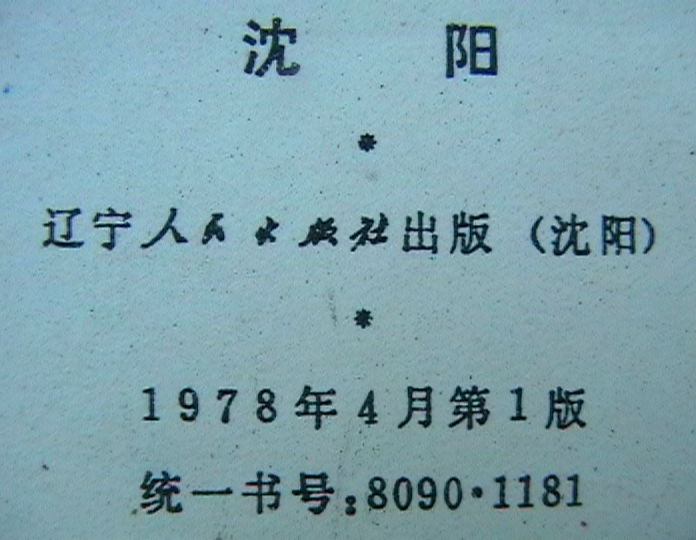 沈 阳
*
辽宁人民出版社出版（沈阳）
*
1978年4月第1版
统一书号：8090·1181